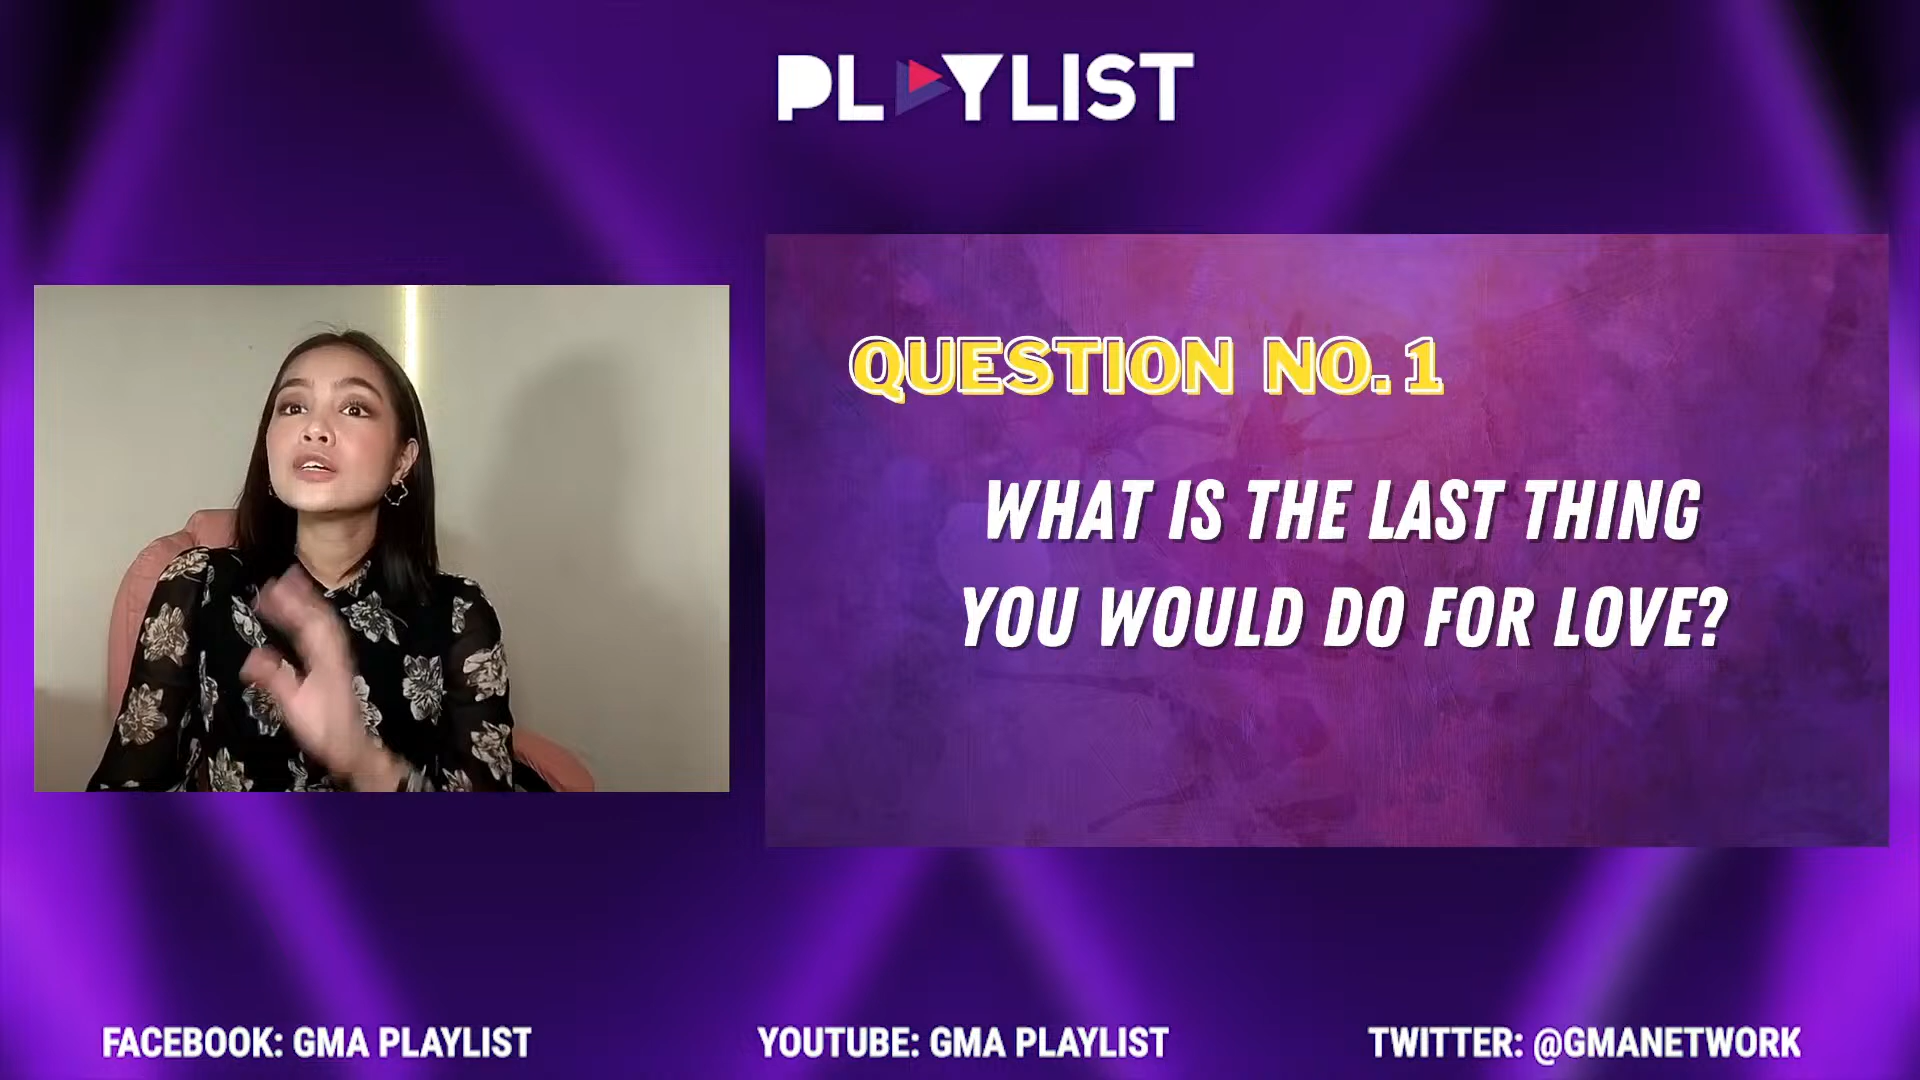 PLAYLIST
QUESTION NO. 1
WHAT IS THE LAST THING
YOU WOULD DO FOR LOVE?
FACEBOOK: GMA PLAYLIST
YOUTUBE: GMA PLAYLIST
TWITTER: @GMANETWORK